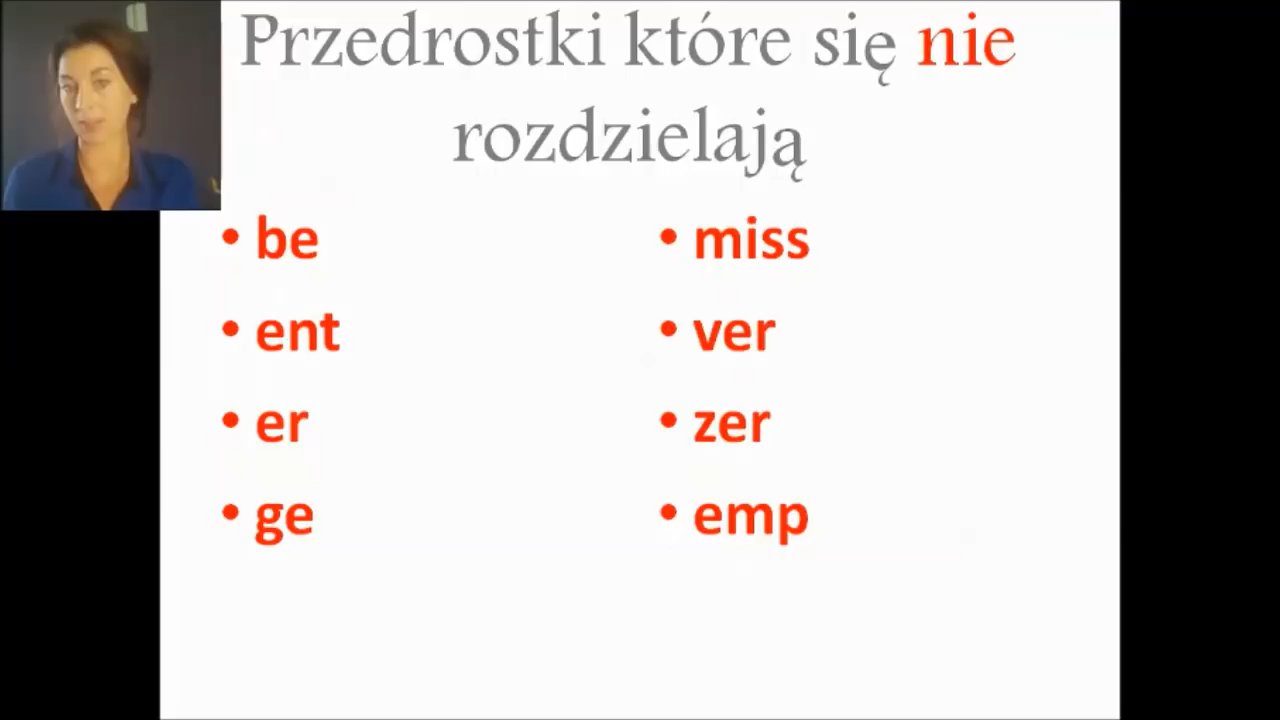 Przedrostki które się nie
rozdzielają
• be
• ent
• er
• ge
• miss
• ver
• zer
• emp